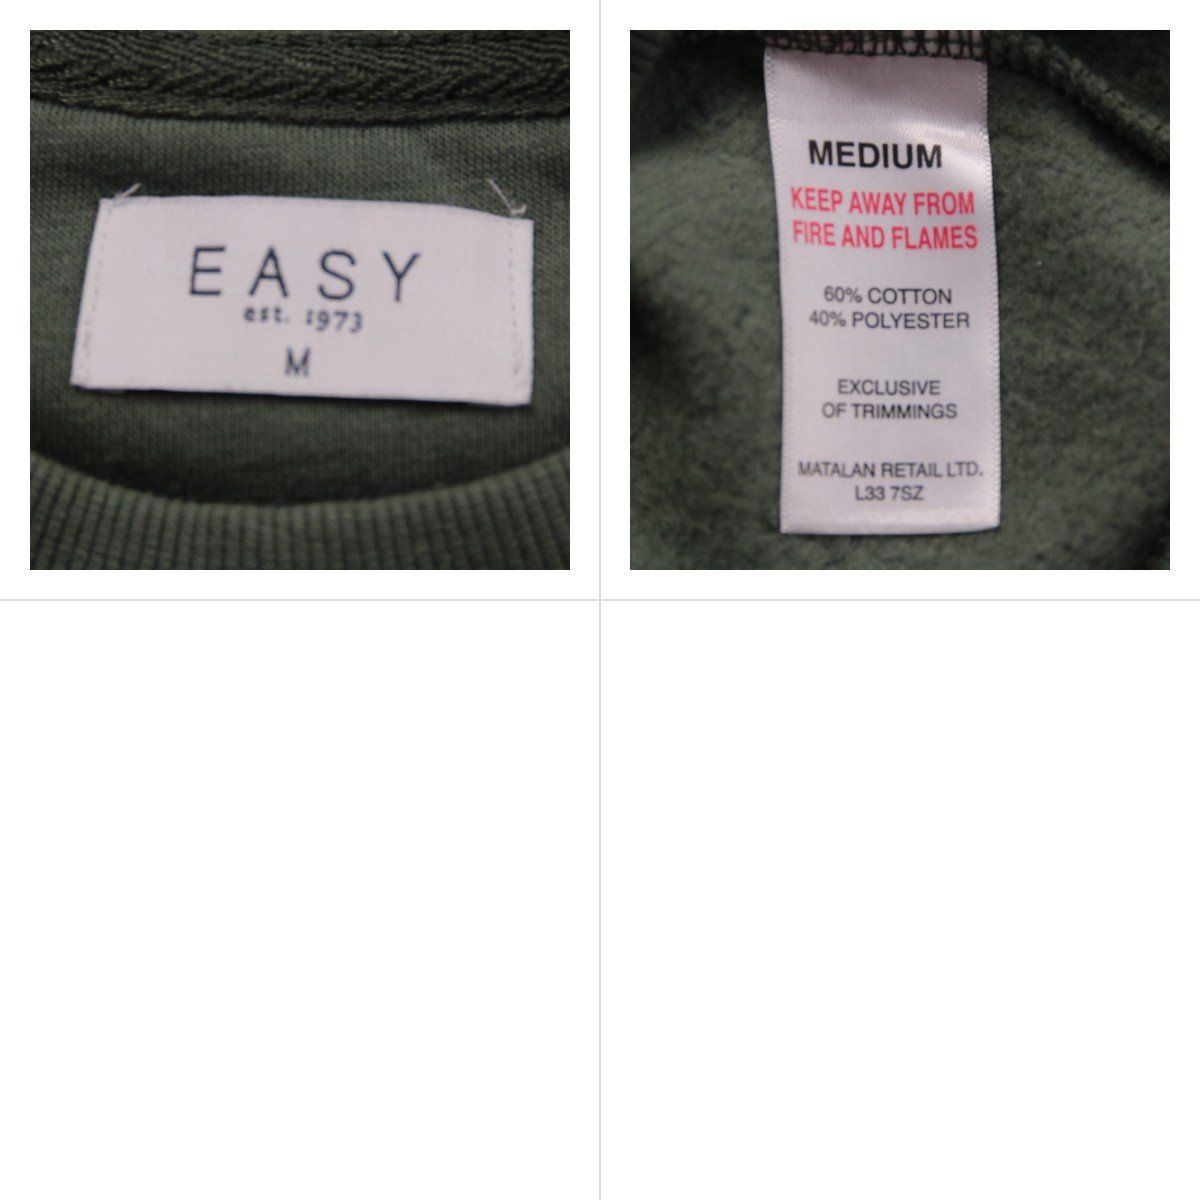 EASY
est. 1973
M
MEDIUM
KEEP AWAY FROM
FIRE AND FLAMES
60% COTTON
40% POLYESTER
EXCLUSIVE
OF TRIMMINGS
MATALAN RETAIL LTD.
L33 7SZ